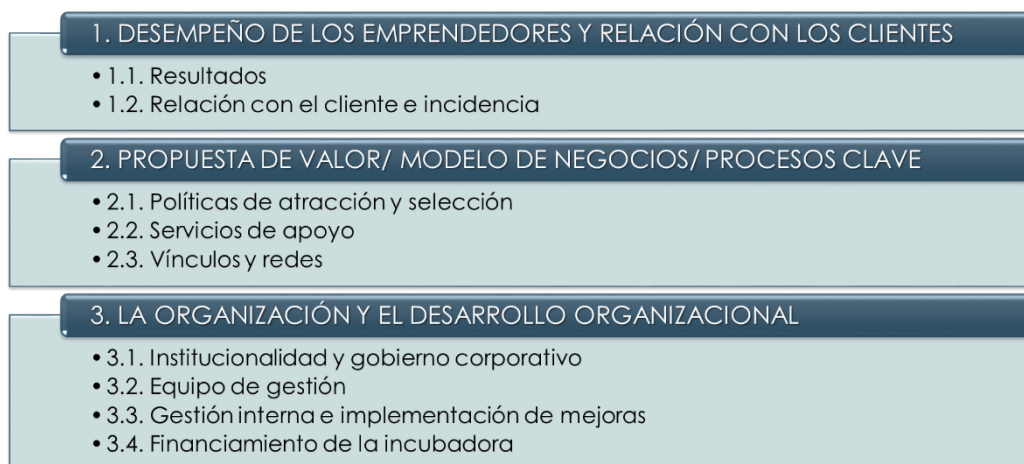 1. DESEMPEÑO DE LOS EMPRENDEDORES Y RELACIÓN CON LOS CLIENTES
• 1.1. Resultados
• 1.2. Relación con el cliente e incidencia
2. PROPUESTA DE VALOR/ MODELO DE NEGOCIOS/ PROCESOS CLAVE
• 2.1. Políticas de atracción y selección
• 2.2. Servicios de apoyo
• 2.3. Vínculos y redes
3. LA ORGANIZACIÓN Y EL DESARROLLO ORGANIZACIONAL
• 3.1. Institucionalidad y gobierno corporativo
• 3.2. Equipo de gestión
• 3.3. Gestión interna e implementación de mejoras
• 3.4. Financiamiento de la incubadora